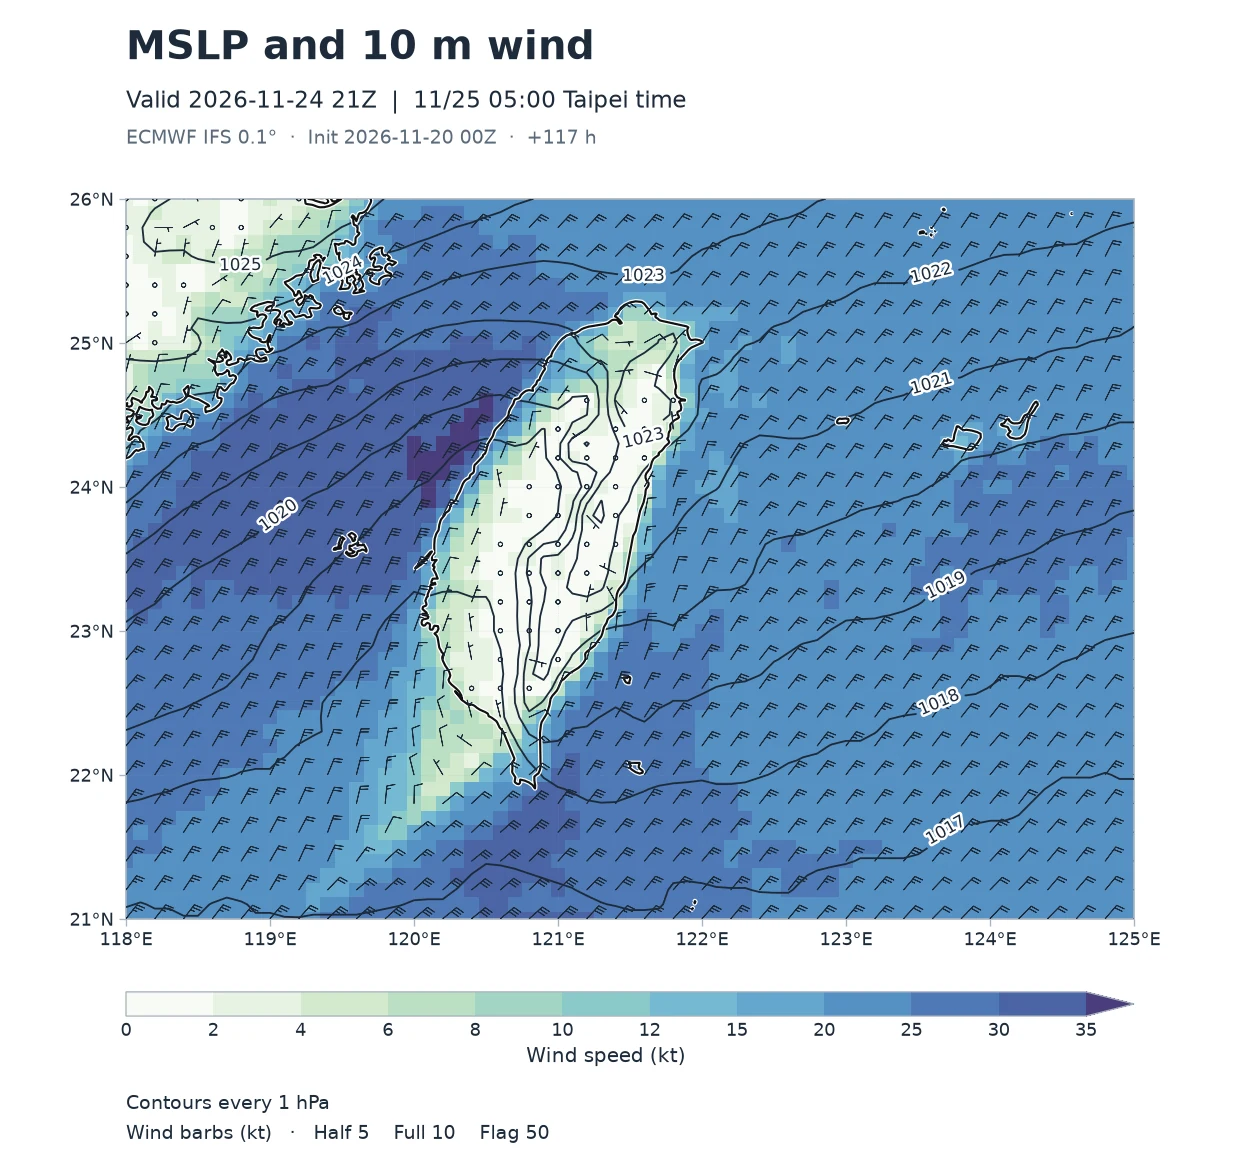 MSLP and 10 m wind
Valid 2026-11-24 21Z | 11/25 05:00 Taipei time
ECMWF IFS 0.1° · Init 2026-11-20 00Z · +117 h
26°N
25°N
24°N
23°N
22°N
21°N
1025
1024
1023
1022
1021
1023
1020
1019
1018
1017
118°E 119°E 120°E 121°E 122°E 123°E 124°E 125°E
0 2 4 6 8 10 12 15 20 25 30 35
Wind speed (kt)
Contours every 1 hPa
Wind barbs (kt) · Half 5 Full 10 Flag 50